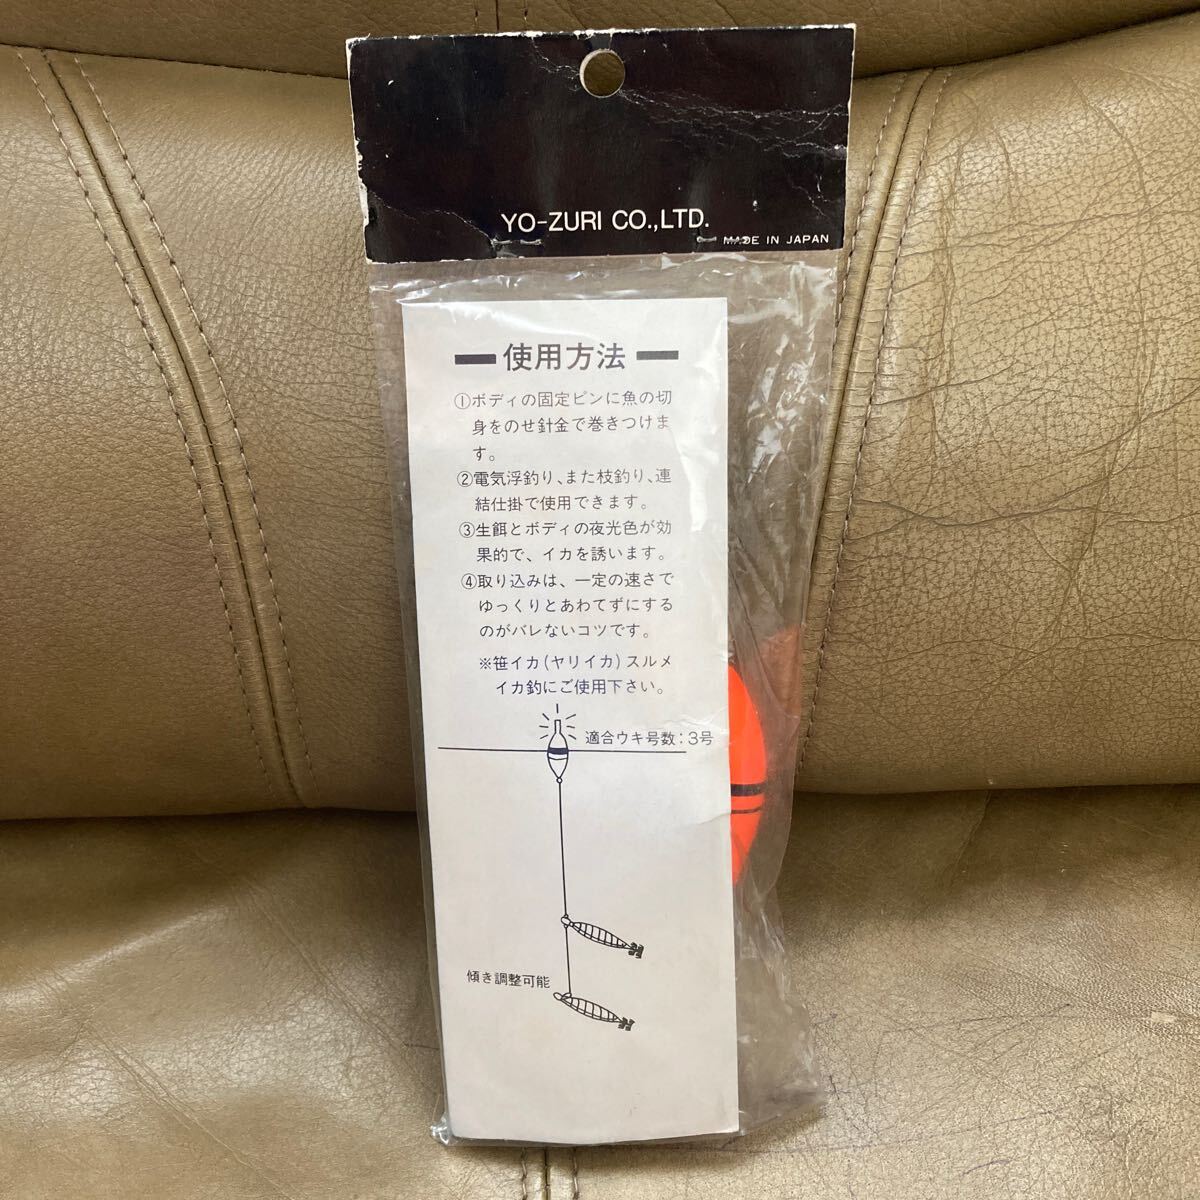 YO-ZURI CO.,LTD.
MADE IN JAPAN
使用方法
①ボディの固定ピンに魚の切
身をのせ針金で巻きつけま
す。
②電気浮釣り、また枝釣り、連
結仕掛で使用できます。
③生餌とボディの夜光色が効
果的で、イカを誘います。
④取り込みは、一定の速さで
ゆっくりとあわてずにする
のがバレないコツです。
※笹イカ(ヤリイカ)スルメ
イカ釣にご使用下さい。
適合ウキ号数：3号
傾き調整可能